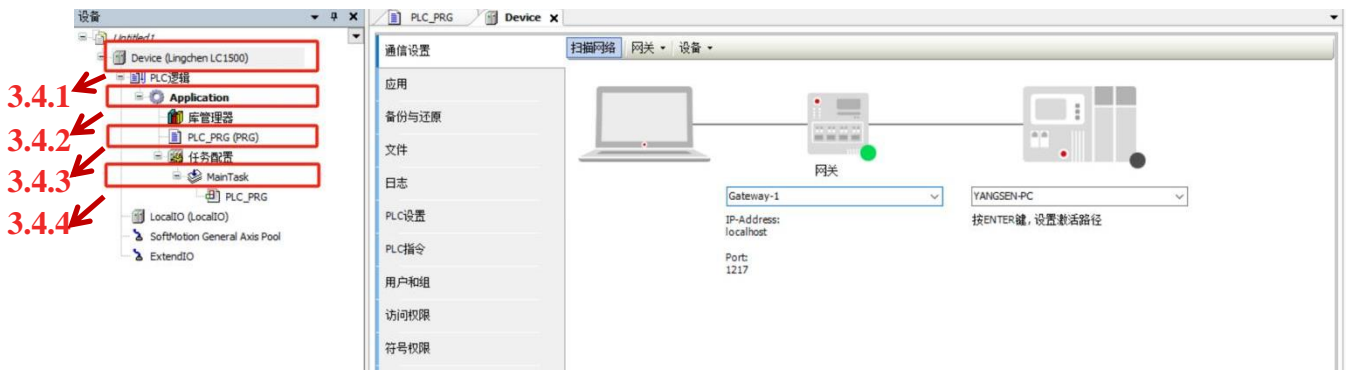 设备
PLC_PRG
Device
Untitled1
Device (Lingchen LC1500)
PLC逻辑
Application
库管理器
PLC_PRG (PRG)
任务配置
MainTask
PLC_PRG
LocalIO (LocalIO)
SoftMotion General Axis Pool
ExtendIO
3.4.1
3.4.2
3.4.3
3.4.4
通信设置
应用
备份与还原
文件
日志
PLC设置
PLC指令
用户和组
访问权限
符号权限
扫描网络 网关 设备
网关
Gateway-1
IP-Address:
localhost
Port:
1217
YANGSEN-PC
按ENTER键，设置激活路径